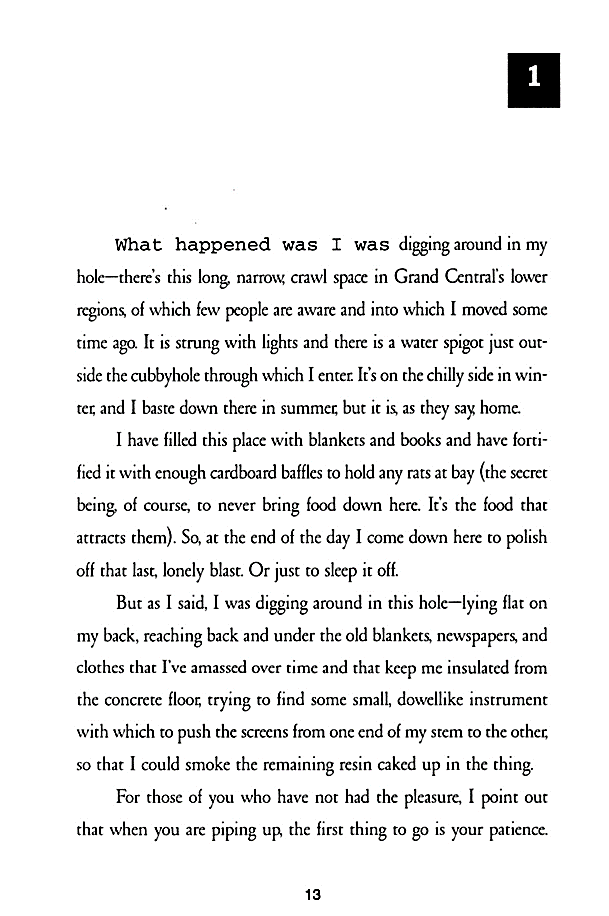 1
What happened was I was digging around in my
hole—there's this long, narrow, crawl space in Grand Central's lower
regions, of which few people are aware and into which I moved some
time ago. It is strung with lights and there is a water spigot just out-
side the cubbyhole through which I enter. It's on the chilly side in win-
ter, and I baste down there in summer, but it is, as they say, home.
I have filled this place with blankets and books and have forti-
fied it with enough cardboard baffles to hold any rats at bay (the secret
being, of course, to never bring food down here. It's the food that
attracts them). So, at the end of the day I come down here to polish
off that last, lonely blast. Or just to sleep it off.
But as I said, I was digging around in this hole—lying flat on
my back, reaching back and under the old blankets, newspapers, and
clothes that I've amassed over time and that keep me insulated from
the concrete floor, trying to find some small, dowellike instrument
with which to push the screens from one end of my stem to the other,
so that I could smoke the remaining resin caked up in the thing.
For those of you who have not had the pleasure, I point out
that when you are piping up, the first thing to go is your patience.
13